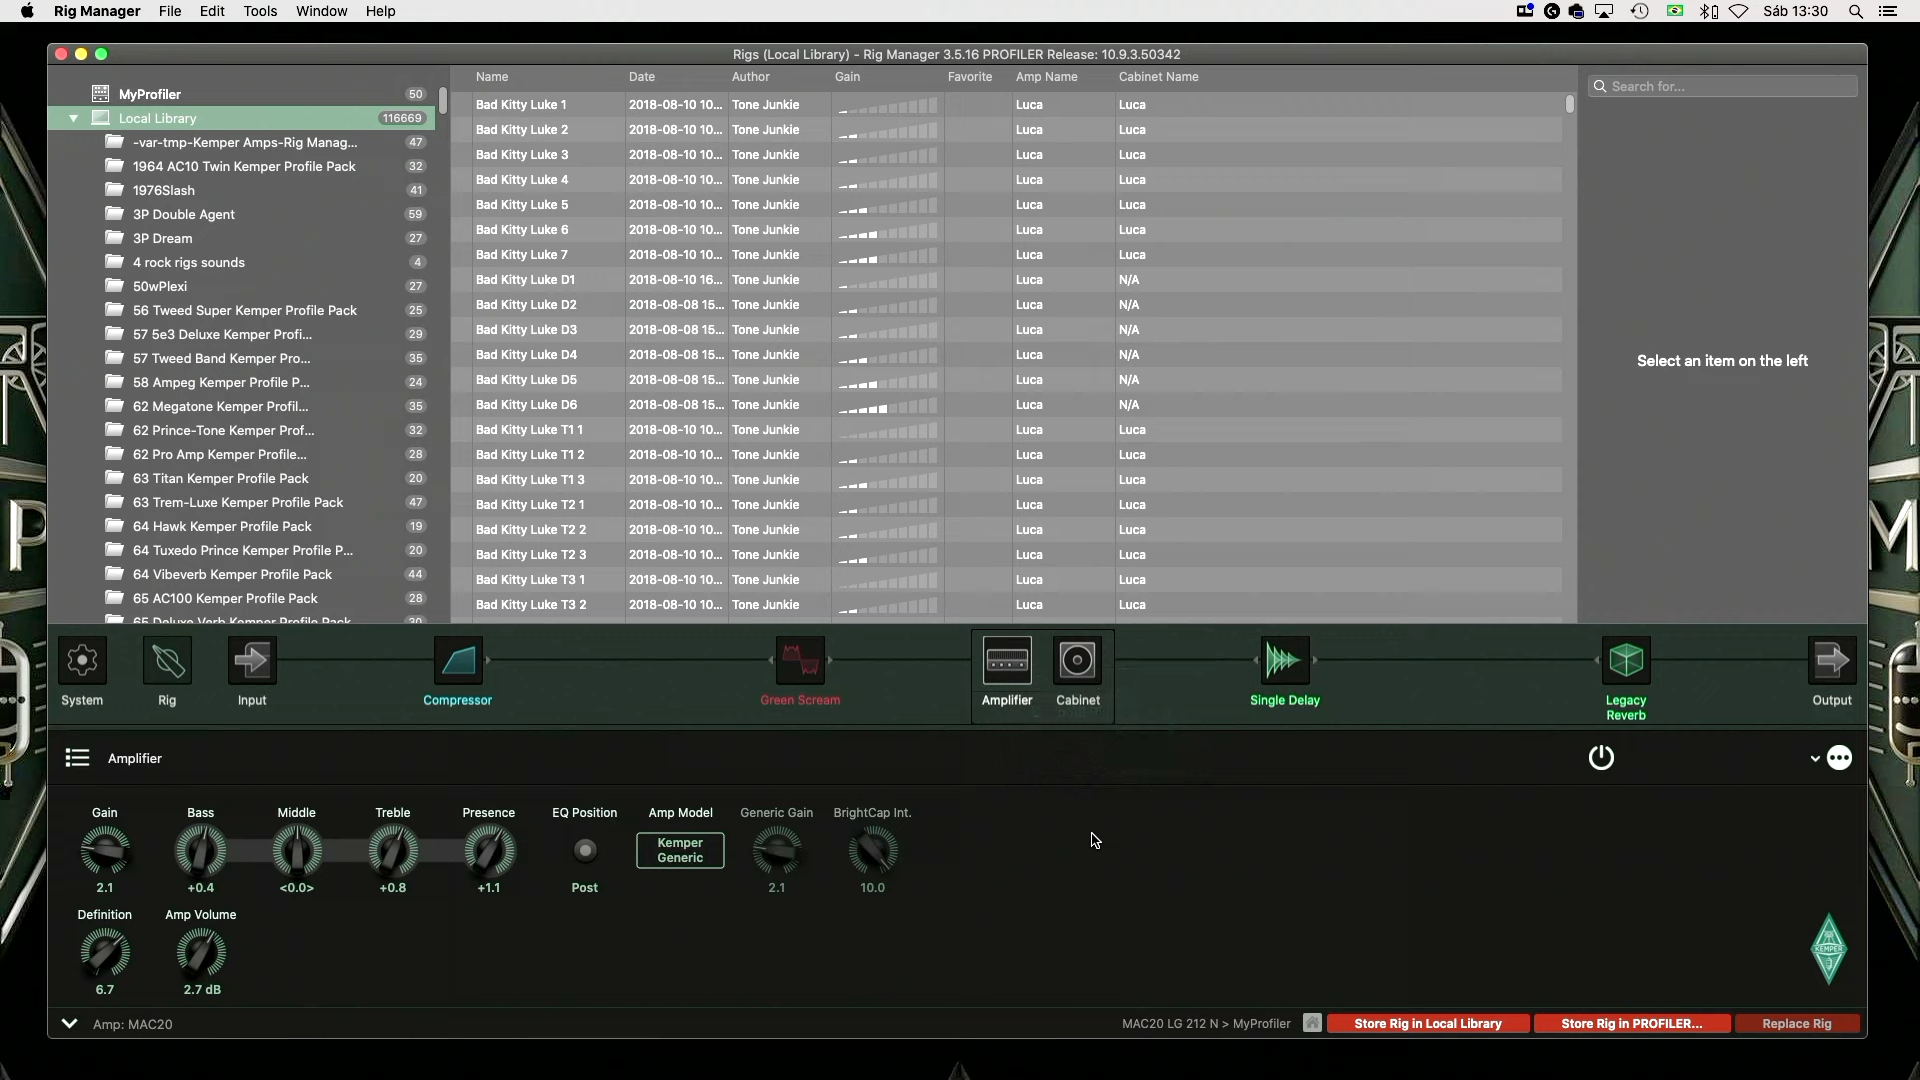 Rig Manager File Edit Tools Window Help Sáb 13:30
Rigs (Local Library) - Rig Manager 3.5.16 PROFILER Release: 10.9.3.50342
MyProfiler 50
Local Library 116669
-var-tmp-Kemper Amps-Rig Manag... 47
1964 AC10 Twin Kemper Profile Pack 32
1976Slash 41
3P Double Agent 59
3P Dream 27
4 rock rigs sounds 4
50wPlexi 27
56 Tweed Super Kemper Profile Pack 25
57 5e3 Deluxe Kemper Profi... 29
57 Tweed Band Kemper Pro... 35
58 Ampeg Kemper Profile P... 24
62 Megatone Kemper Profil... 35
62 Prince-Tone Kemper Prof... 32
62 Pro Amp Kemper Profile... 28
63 Titan Kemper Profile Pack 20
63 Trem-Luxe Kemper Profile Pack 47
64 Hawk Kemper Profile Pack 19
64 Tuxedo Prince Kemper Profile P... 20
64 Vibeverb Kemper Profile Pack 44
65 AC100 Kemper Profile Pack 28
65 Deluxe Verb Kemper Profile Pack 30
Name Date Author Gain Favorite Amp Name Cabinet Name
Bad Kitty Luke 1 2018-08-10 10... Tone Junkie Luca Luca
Bad Kitty Luke 2 2018-08-10 10... Tone Junkie Luca Luca
Bad Kitty Luke 3 2018-08-10 10... Tone Junkie Luca Luca
Bad Kitty Luke 4 2018-08-10 10... Tone Junkie Luca Luca
Bad Kitty Luke 5 2018-08-10 10... Tone Junkie Luca Luca
Bad Kitty Luke 6 2018-08-10 10... Tone Junkie Luca Luca
Bad Kitty Luke 7 2018-08-10 10... Tone Junkie Luca Luca
Bad Kitty Luke D1 2018-08-10 16... Tone Junkie Luca N/A
Bad Kitty Luke D2 2018-08-08 15... Tone Junkie Luca N/A
Bad Kitty Luke D3 2018-08-08 15... Tone Junkie Luca N/A
Bad Kitty Luke D4 2018-08-08 15... Tone Junkie Luca N/A
Bad Kitty Luke D5 2018-08-08 15... Tone Junkie Luca N/A
Bad Kitty Luke D6 2018-08-08 15... Tone Junkie Luca N/A
Bad Kitty Luke T1 1 2018-08-10 10... Tone Junkie Luca Luca
Bad Kitty Luke T1 2 2018-08-10 10... Tone Junkie Luca Luca
Bad Kitty Luke T1 3 2018-08-10 10... Tone Junkie Luca Luca
Bad Kitty Luke T2 1 2018-08-10 10... Tone Junkie Luca Luca
Bad Kitty Luke T2 2 2018-08-10 10... Tone Junkie Luca Luca
Bad Kitty Luke T2 3 2018-08-10 10... Tone Junkie Luca Luca
Bad Kitty Luke T3 1 2018-08-10 10... Tone Junkie Luca Luca
Bad Kitty Luke T3 2 2018-08-10 10... Tone Junkie Luca Luca
Search for...
Select an item on the left
System Rig Input Compressor Green Scream Amplifier Cabinet Single Delay Legacy Output
Reverb
Amplifier
Gain Bass Middle Treble Presence EQ Position Amp Model Generic Gain BrightCap Int.
Kemper
Generic
2.1 +0.4 <0.0> +0.8 +1.1 Post 2.1 10.0
Definition Amp Volume
6.7 2.7 dB
KEMPER
Amp: MAC20 MAC20 LG 212 N > MyProfiler Store Rig in Local Library Store Rig in PROFILER... Replace Rig